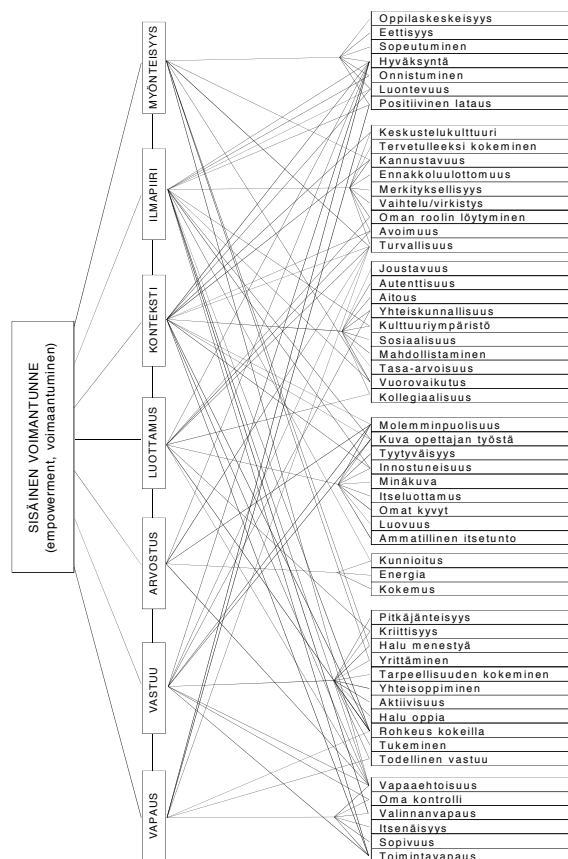 SISÄINEN VOIMANTUNNE
(empowerment, voimaantuminen)
MYÖNTEISYYS
ILMAPIIRI
KONTEKSTI
LUOTTAMUS
ARVOSTUS
VASTUU
VAPAUS
Oppilaskeskeisyys
Eettisyys
Sopeutuminen
Hyväksyntä
Onnistuminen
Luontevuus
Positiivinen lataus
Keskustelukulttuuri
Tervetulleeksi kokeminen
Kannustavuus
Ennakkoluulottomuus
Merkityksellisyys
Vaihtelu/virkistys
Oman roolin löytyminen
Avoimuus
Turvallisuus
Joustavuus
Autenttisuus
Aitous
Yhteiskunnallisuus
Kulttuuriympäristö
Sosiaalisuus
Mahdollistaminen
Tasa-arvoisuus
Vuorovaikutus
Kollegiaalisuus
Molemminpuolisuus
Kuva opettajan työstä
Tyytyväisyys
Innostuneisuus
Minäkuva
Itseluottamus
Omat kyvyt
Luovuus
Ammatillinen itsetunto
Kunnioitus
Energia
Kokemus
Pitkäjänteisyys
Kriittisyys
Halu menestyä
Yrittäminen
Tarpeellisuuden kokeminen
Yhteisoppiminen
Aktiivisuus
Halu oppia
Rohkeus kokeilla
Tukeminen
Todellinen vastuu
Vapaaehtoisuus
Oma kontrolli
Valinnanvapaus
Itsenäisyys
Sopivuus
Toimintavapaus